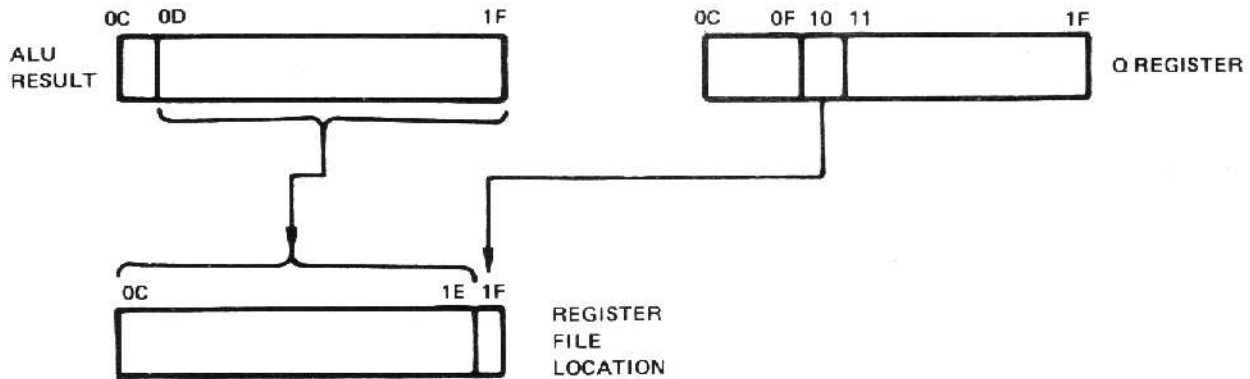 0C 0D 1F
ALU
RESULT
0C 0F 10 11 1F
Q REGISTER
0C 1E 1F
REGISTER
FILE
LOCATION